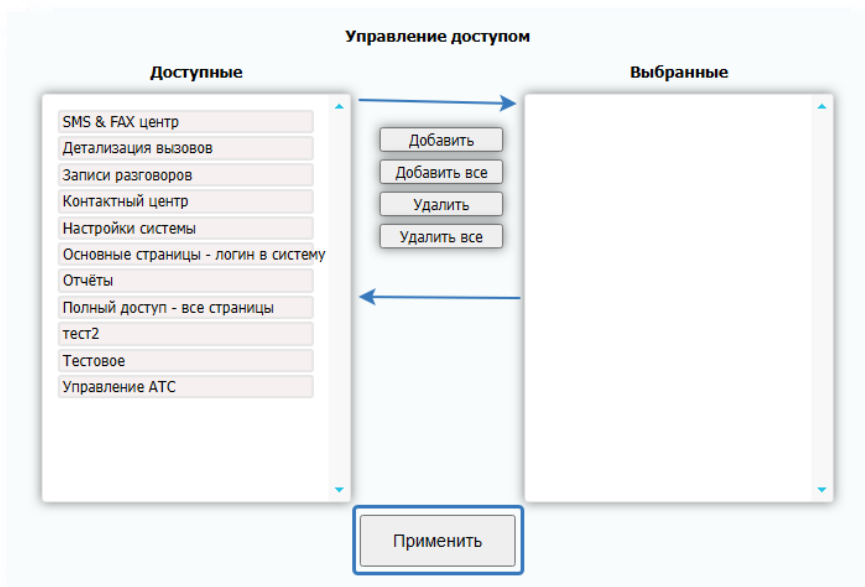 Управление доступом
Доступные
Выбранные
SMS & FAX центр
Детализация вызовов
Записи разговоров
Контактный центр
Настройки системы
Основные страницы - логин в систему
Отчёты
Полный доступ - все страницы
тест2
Тестовое
Управление АТС
Добавить
Добавить все
Удалить
Удалить все
Применить